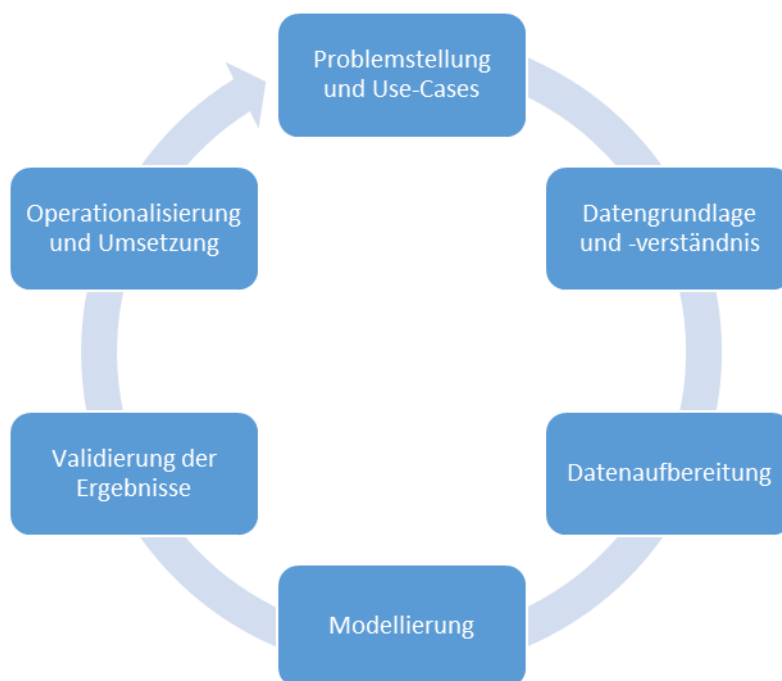 Problemstellung
und Use-Cases
Datengrundlage
und -verständnis
Datenaufbereitung
Modellierung
Validierung der
Ergebnisse
Operationalisierung
und Umsetzung